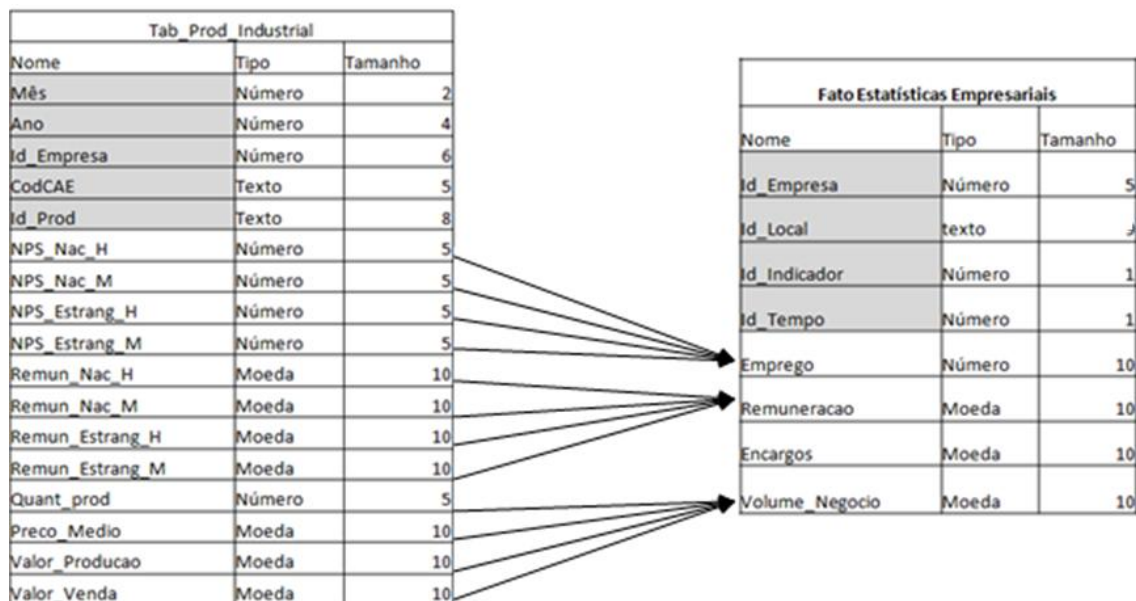 Tab_Prod_Industrial
Nome Tipo Tamanho
Mês Número 2
Ano Número 4
Id_Empresa Número 6
CodCAE Texto 5
Id_Prod Texto 8
NPS_Nac_H Número 5
NPS_Nac_M Número 5
NPS_Estrang_H Número 5
NPS_Estrang_M Número 5
Remun_Nac_H Moeda 10
Remun_Nac_M Moeda 10
Remun_Estrang_H Moeda 10
Remun_Estrang_M Moeda 10
Quant_prod Número 5
Preco_Medio Moeda 10
Valor_Producao Moeda 10
Valor_Venda Moeda 10
Fato Estatísticas Empresariais
Nome Tipo Tamanho
Id_Empresa Número 5
Id_Local texto
Id_Indicador Número 1
Id_Tempo Número 1
Emprego Número 10
Remuneracao Moeda 10
Encargos Moeda 10
Volume_Negocio Moeda 10